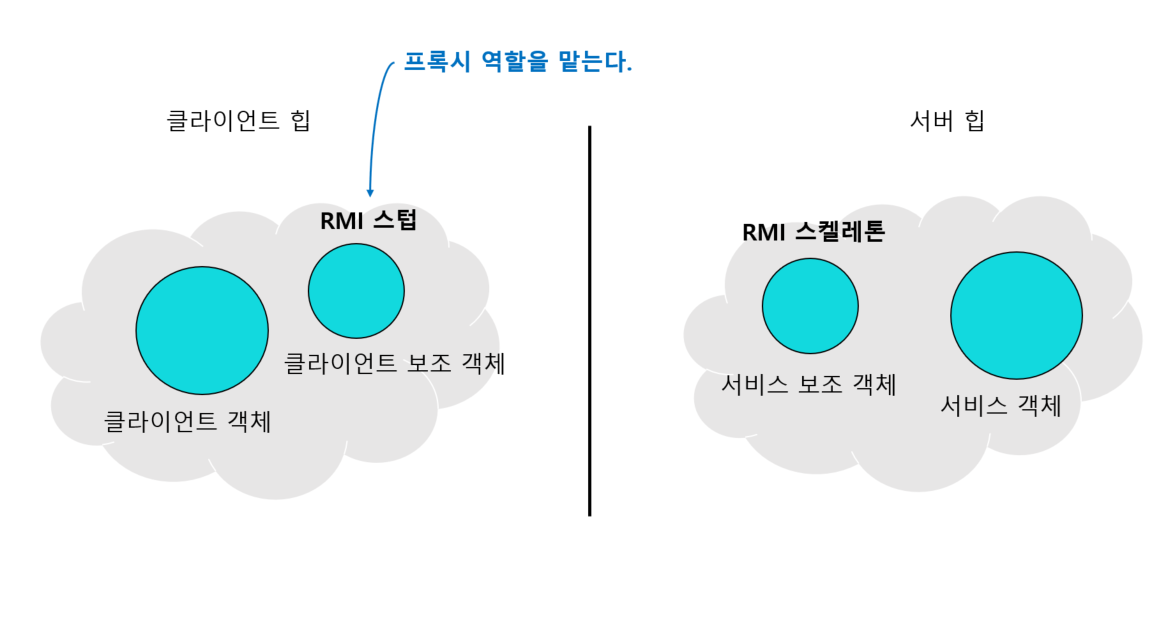 프록시 역할을 맡는다.
클라이언트 힙
서버 힙
RMI 스텁
RMI 스켈레톤
클라이언트 보조 객체
서비스 보조 객체
서비스 객체
클라이언트 객체